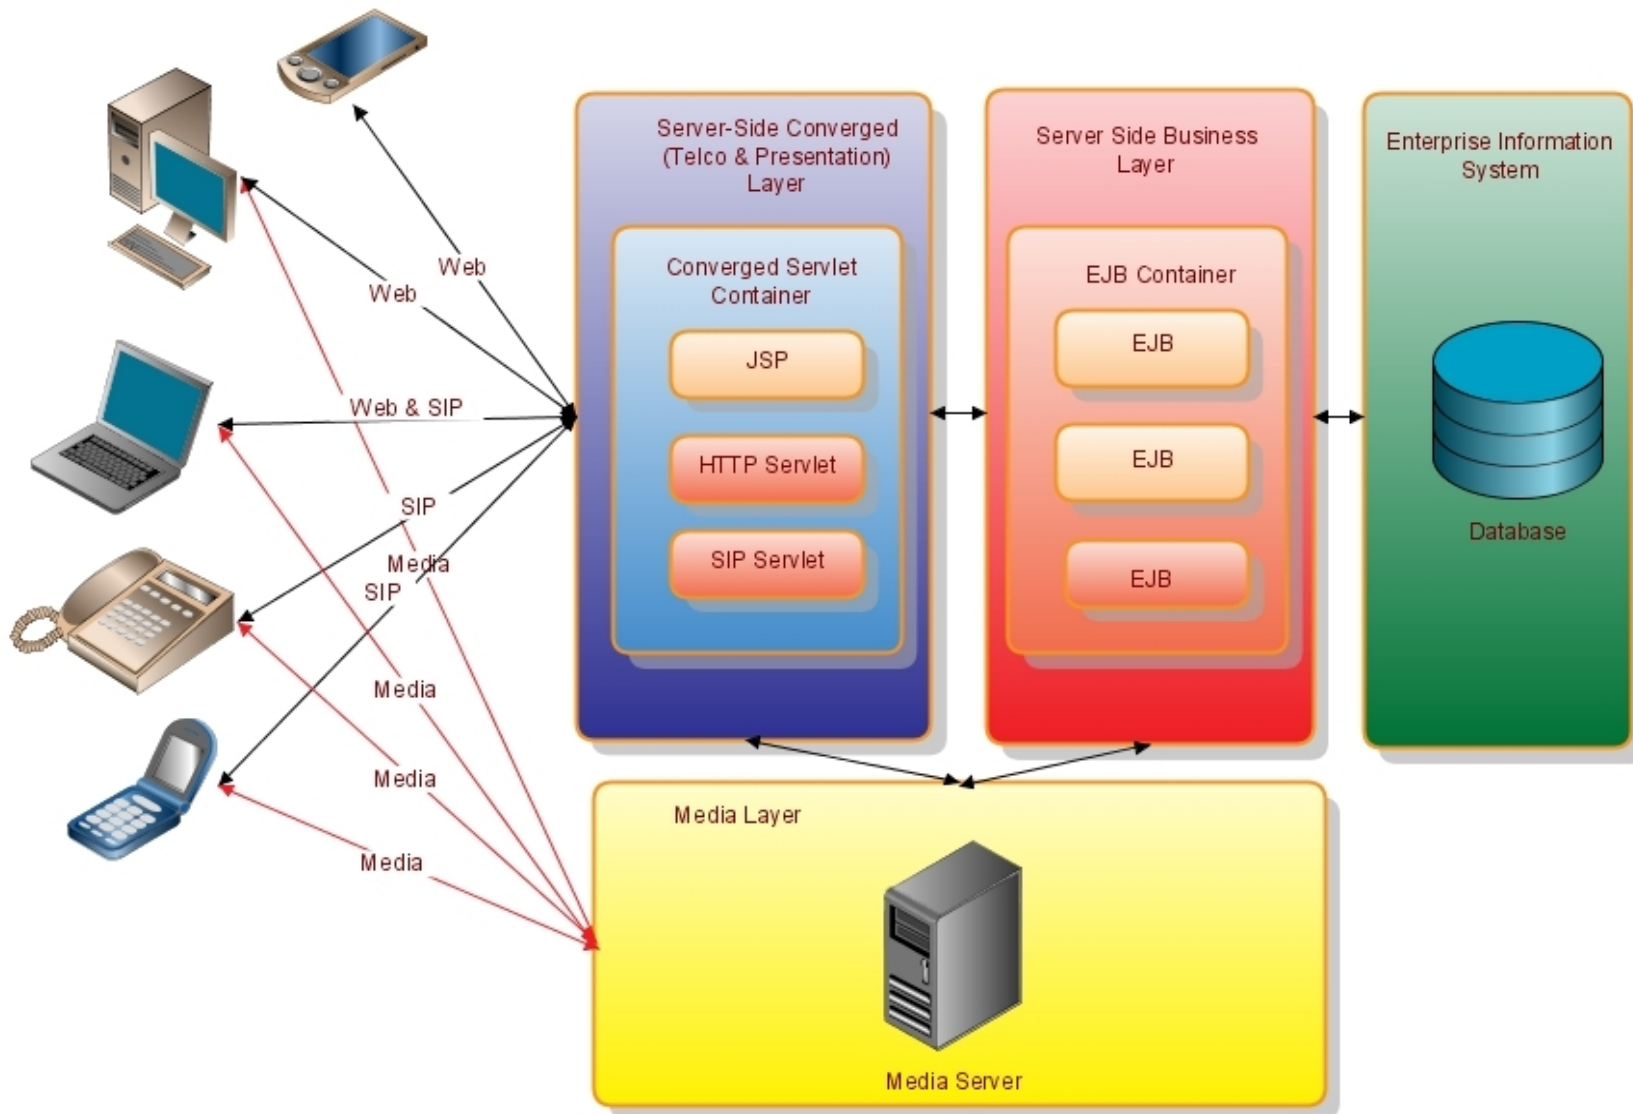 Server-Side Converged
(Telco & Presentation)
Layer
Server Side Business
Layer
Enterprise Information
System
Converged Servlet
Container
EJB Container
JSP
HTTP Servlet
SIP Servlet
EJB
EJB
EJB
Database
Web
Web
Web & SIP
SIP
Media
SIP
Media
Media
Media
Media Layer
Media Server